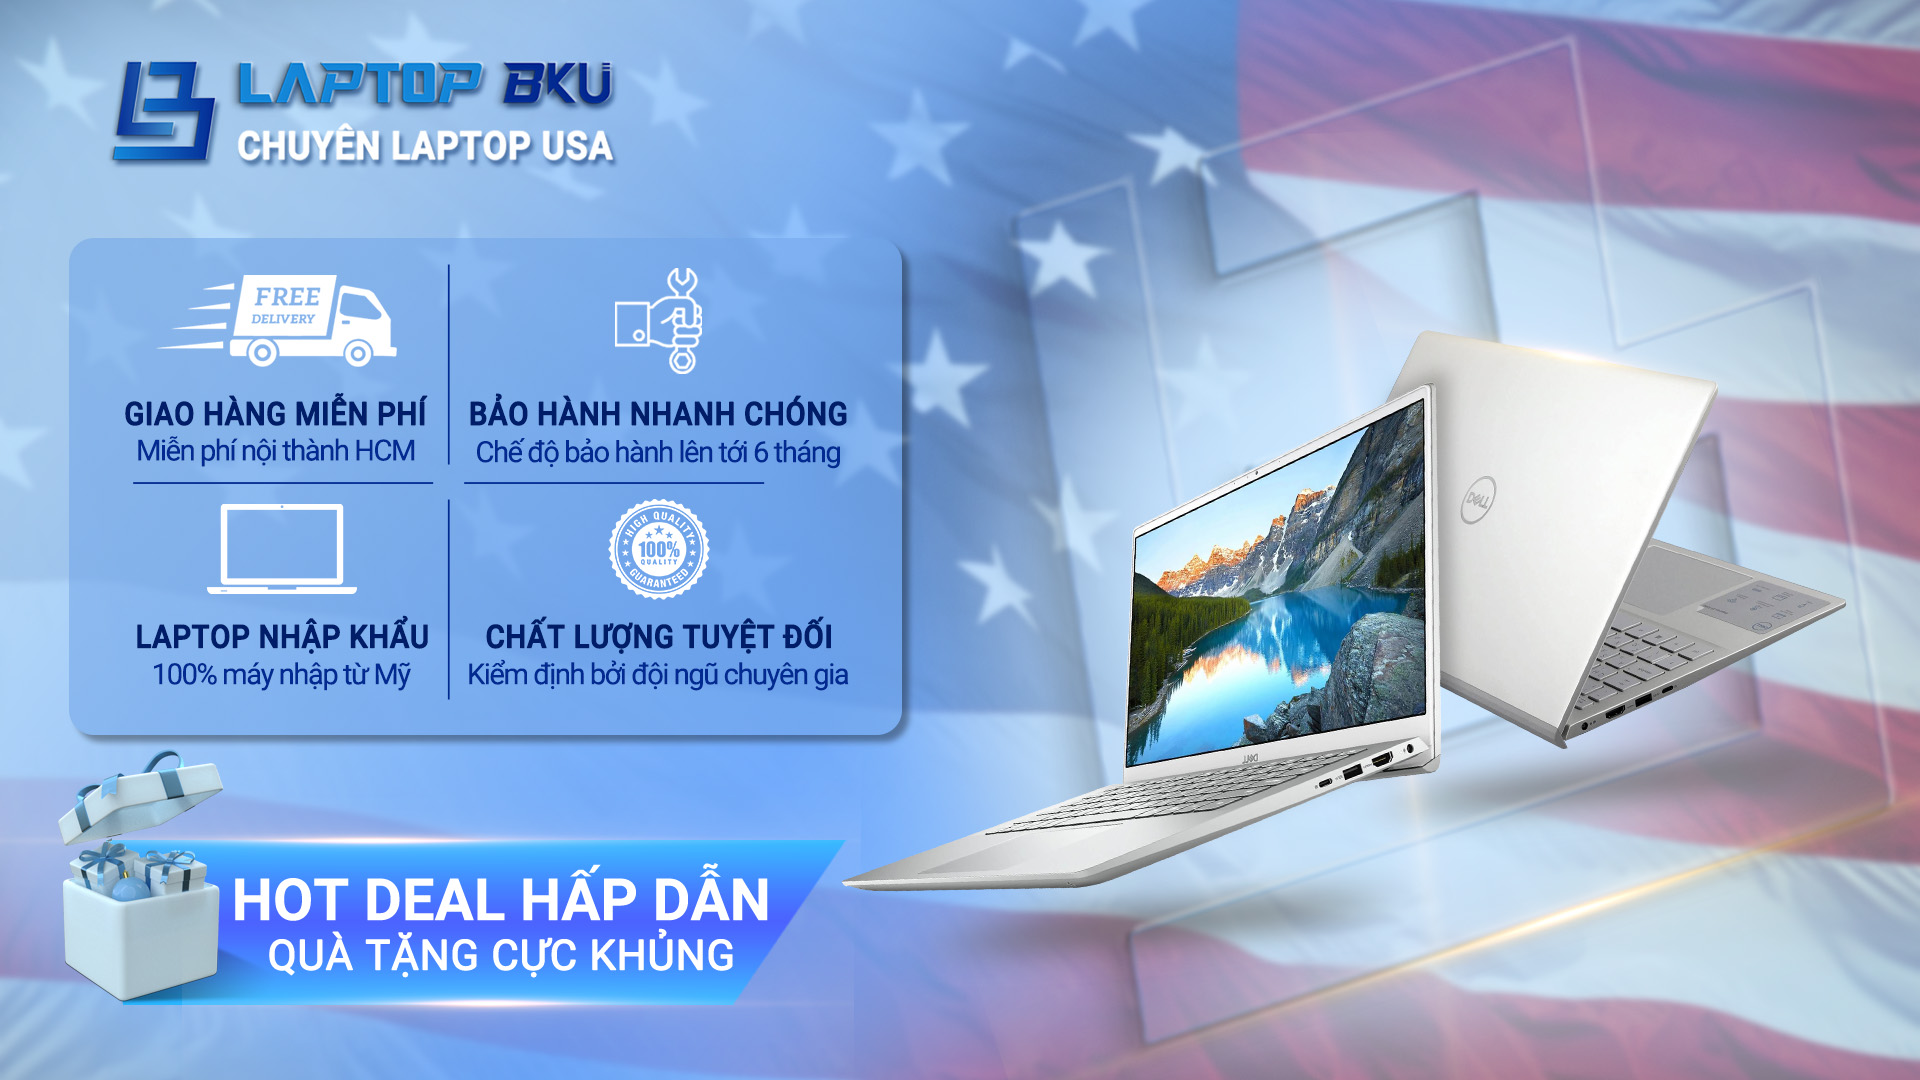 LAPTOP BKU
CHUYÊN LAPTOP USA
FREE
DELIVERY
GIAO HÀNG MIỄN PHÍ
Miễn phí nội thành HCM
BẢO HÀNH NHANH CHÓNG
Chế độ bảo hành lên tới 6 tháng
LAPTOP NHẬP KHẨU
100% máy nhập từ Mỹ
HIGH QUALITY
100%
QUALITY
GUARANTEED
CHẤT LƯỢNG TUYỆT ĐỐI
Kiểm định bởi đội ngũ chuyên gia
HOT DEAL HẤP DẪN
QUÀ TẶNG CỰC KHỦNG
DELL
DELL